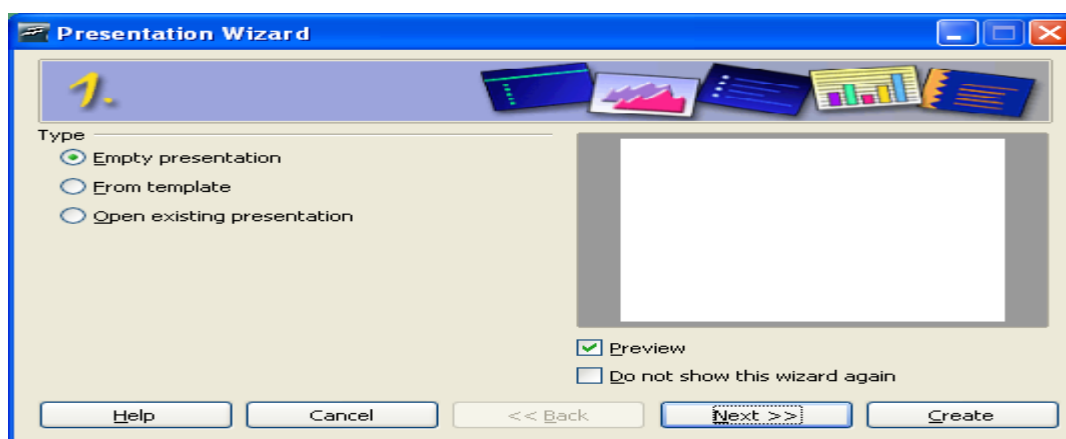 Presentation Wizard
1.
Type
Empty presentation
From template
Open existing presentation
Preview
Do not show this wizard again
Help Cancel << Back Next >> Create